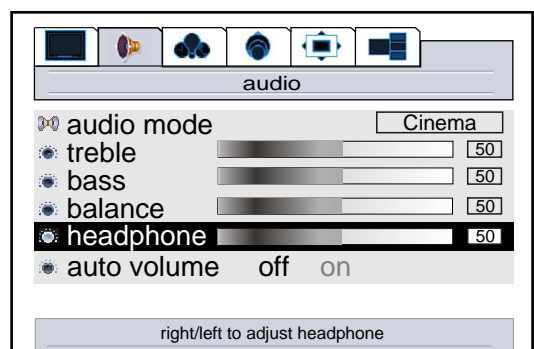 audio
audio mode Cinema
treble 50
bass 50
balance 50
headphone 50
auto volume off on
right/left to adjust headphone